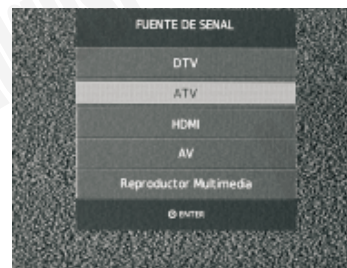 FUENTE DE SENAL
DTV
ATV
HDMI
AV
Reproductor Multimedia
ENTER